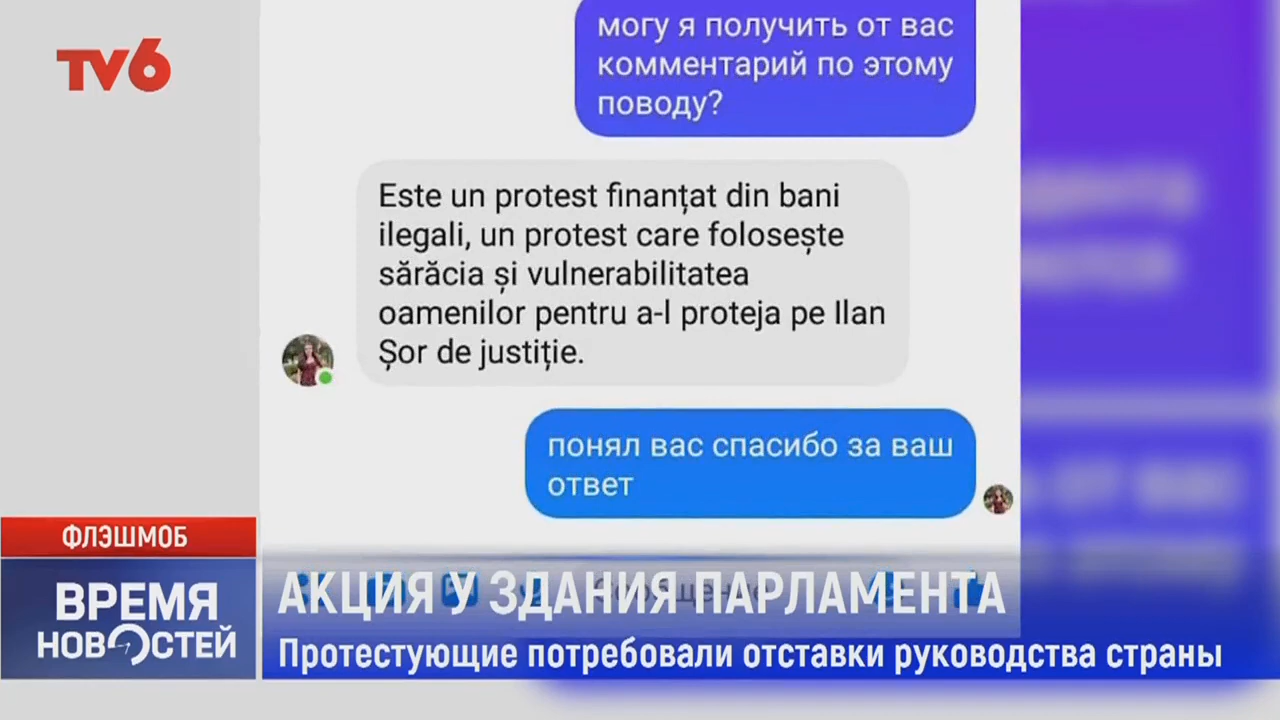 TV6
могу я получить от вас
комментарий по этому
поводу?
Este un protest finanțat din bani
ilegali, un protest care folosește
sărăcia și vulnerabilitatea
oamenilor pentru a-l proteja pe Ilan
Șor de justiție.
понял вас спасибо за ваш
ответ
ФЛЭШМОБ
ВРЕМЯ
НОВОСТЕЙ
АКЦИЯ У ЗДАНИЯ ПАРЛАМЕНТА
Протестующие потребовали отставки руководства страны